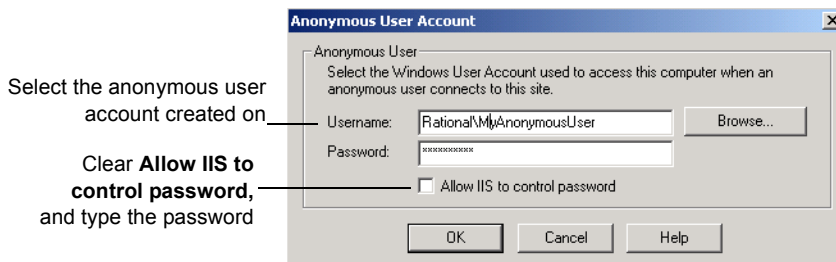 Anonymous User Account
Anonymous User
Select the Windows User Account used to access this computer when an
anonymous user connects to this site.
Select the anonymous user
account created on
Username:
Rational\MyAnonymousUser
Browse...
Password:
xxxxxxxxxx
Clear Allow IIS to
control password,
and type the password
Allow IIS to control password
OK
Cancel
Help